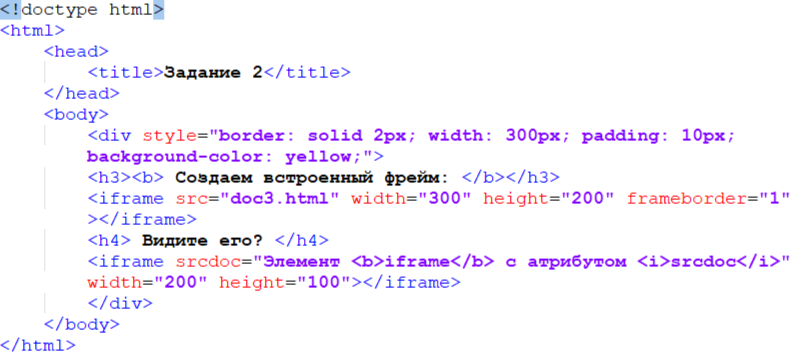 <!doctype html>
<html>
<head>
<title>Задание 2</title>
</head>
<body>
<div style="border: solid 2px; width: 300px; padding: 10px;
background-color: yellow;">
<h3><b> Создаем встроенный фрейм: </b></h3>
<iframe src="doc3.html" width="300" height="200" frameborder="1"
></iframe>
<h4> Видите его? </h4>
<iframe srcdoc="Элемент <b>iframe</b> с атрибутом <i>srcdoc</i>"
width="200" height="100"></iframe>
</div>
</body>
</html>